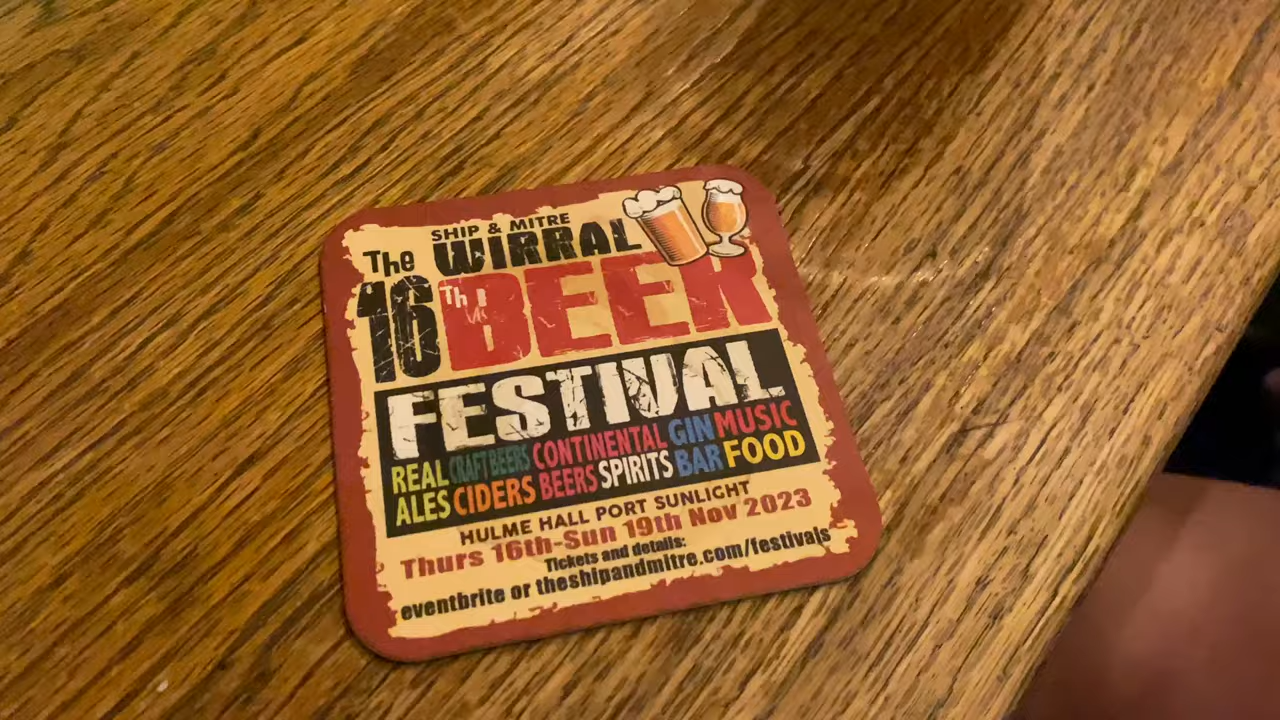 SHIP & MITRE
The WIRRAL
16Th BEER
FESTIVAL
REAL CRAFT BEERS CONTINENTAL GIN MUSIC
ALES CIDERS BEERS SPIRITS BAR FOOD
HULME HALL PORT SUNLIGHT
Thurs 16th-Sun 19th Nov 2023
Tickets and details:
eventbrite or theshipandmitre.com/festivals